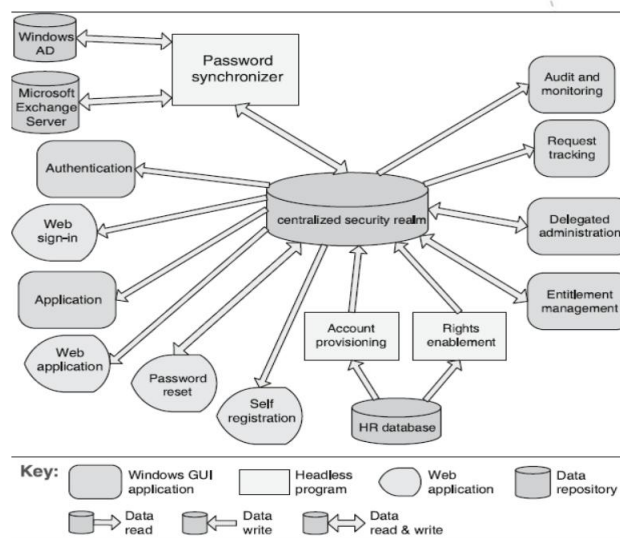 Windows
AD
Microsoft
Exchange
Server
Password
synchronizer
Audit and
monitoring
Request
tracking
Authentication
centralized security realm
Delegated
administration
Web
sign-in
Application
Entitlement
management
Web
application
Password
reset
Self
registration
Account
provisioning
Rights
enablement
HR database
Key:
Windows GUI
application
Headless
program
Web
application
Data
repository
Data
read
Data
write
Data
read & write